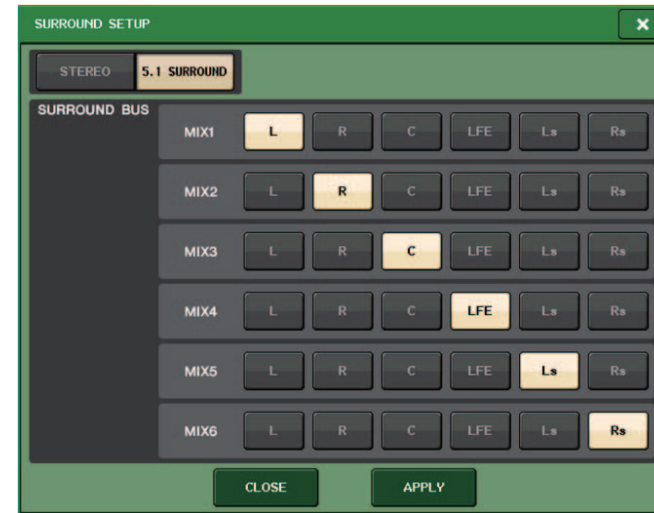 SURROUND SETUP ×
STEREO 5.1 SURROUND
SURROUND BUS
MIX1 L R C LFE Ls Rs
MIX2 L R C LFE Ls Rs
MIX3 L R C LFE Ls Rs
MIX4 L R C LFE Ls Rs
MIX5 L R C LFE Ls Rs
MIX6 L R C LFE Ls Rs
CLOSE APPLY